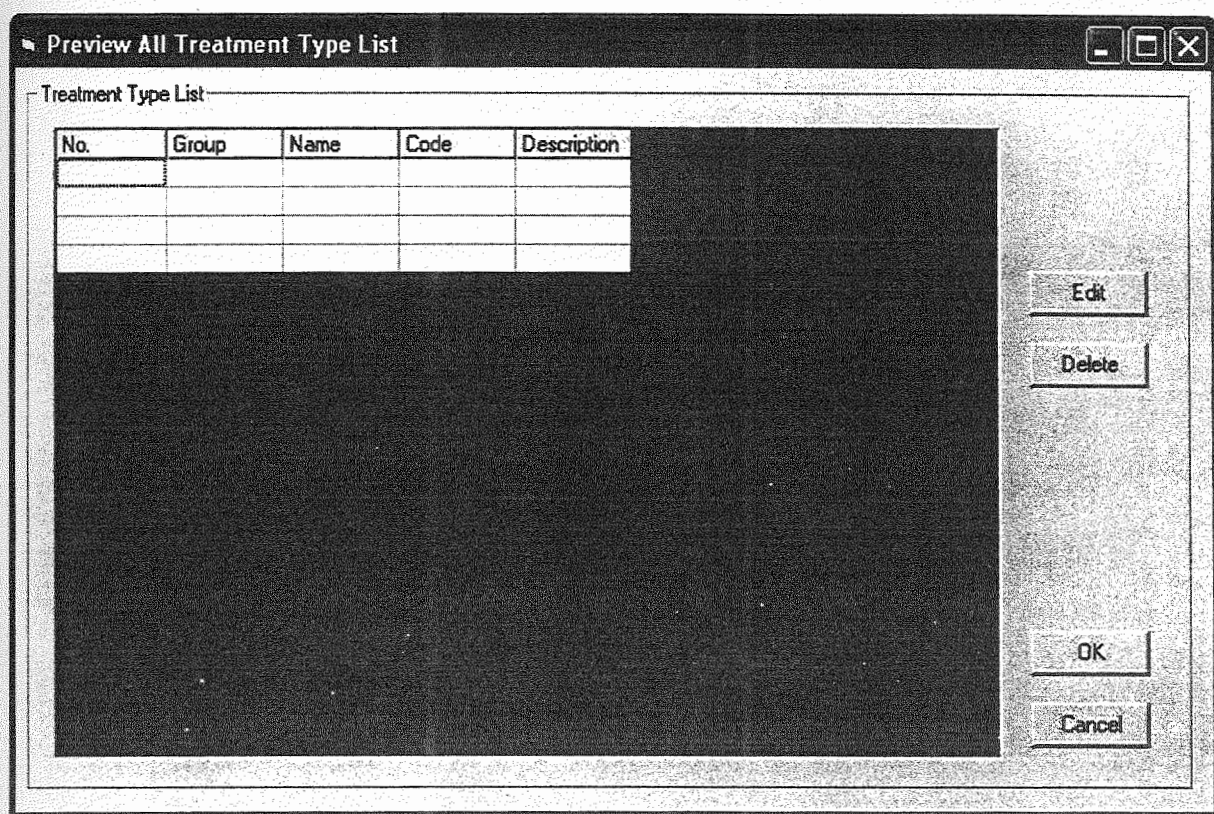 Preview All Treatment Type List
Treatment Type List
No. Group Name Code Description
Edit
Delete
OK
Cancel